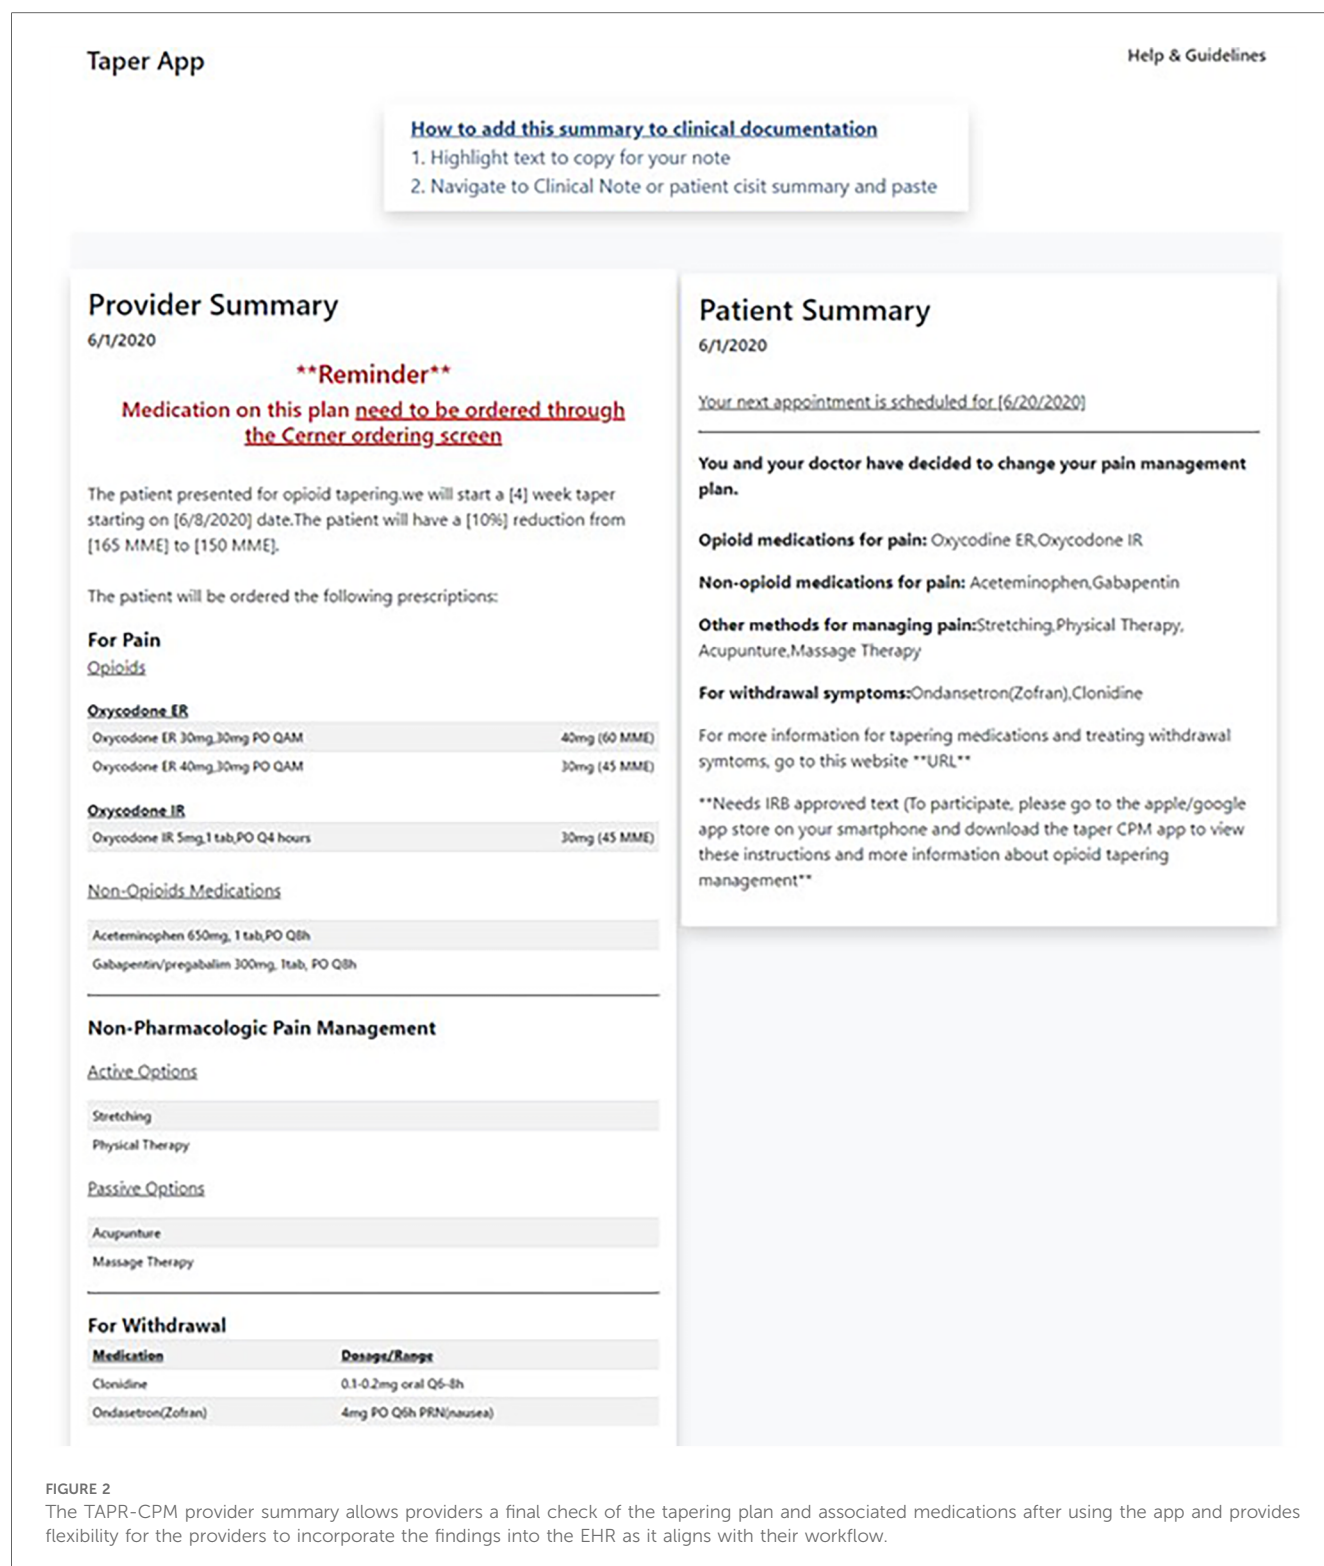 Taper App
Help & Guidelines
How to add this summary to clinical documentation
1. Highlight text to copy for your note
2. Navigate to Clinical Note or patient cisit summary and paste
Provider Summary
6/1/2020
**Reminder**
Medication on this plan need to be ordered through
the Cerner ordering screen
The patient presented for opioid tapering.we will start a [4] week taper
starting on [6/8/2020] date.The patient will have a [10%] reduction from
[165 MME] to [150 MME].
The patient will be ordered the following prescriptions:
For Pain
Opioids
Oxycodone ER
Oxycodone ER 30mg,30mg PO QAM 40mg (60 MME)
Oxycodone ER 40mg,30mg PO QAM 30mg (45 MME)
Oxycodone IR
Oxycodone IR 5mg,1 tab,PO Q4 hours 30mg (45 MME)
Non-Opioids Medications
Aceteminophen 650mg, 1 tab,PO Q8h
Gabapentin/pregabalim 300mg, 1tab, PO Q8h
Non-Pharmacologic Pain Management
Active Options
Stretching
Physical Therapy
Passive Options
Acupunture
Massage Therapy
For Withdrawal
Medication Dosage/Range
Clonidine 0.1-0.2mg oral Q6-8h
Ondasetron(Zofran) 4mg PO Q6h PRN(nausea)
Patient Summary
6/1/2020
Your next appointment is scheduled for [6/20/2020]
You and your doctor have decided to change your pain management
plan.
Opioid medications for pain: Oxycodine ER,Oxycodone IR
Non-opioid medications for pain: Aceteminophen,Gabapentin
Other methods for managing pain:Stretching,Physical Therapy,
Acupunture,Massage Therapy
For withdrawal symptoms:Ondansetron(Zofran),Clonidine
For more information for tapering medications and treating withdrawal
symtoms, go to this website **URL**
**Needs IRB approved text (To participate, please go to the apple/google
app store on your smartphone and download the taper CPM app to view
these instructions and more information about opioid tapering
management**
FIGURE 2
The TAPR-CPM provider summary allows providers a final check of the tapering plan and associated medications after using the app and provides
flexibility for the providers to incorporate the findings into the EHR as it aligns with their workflow.